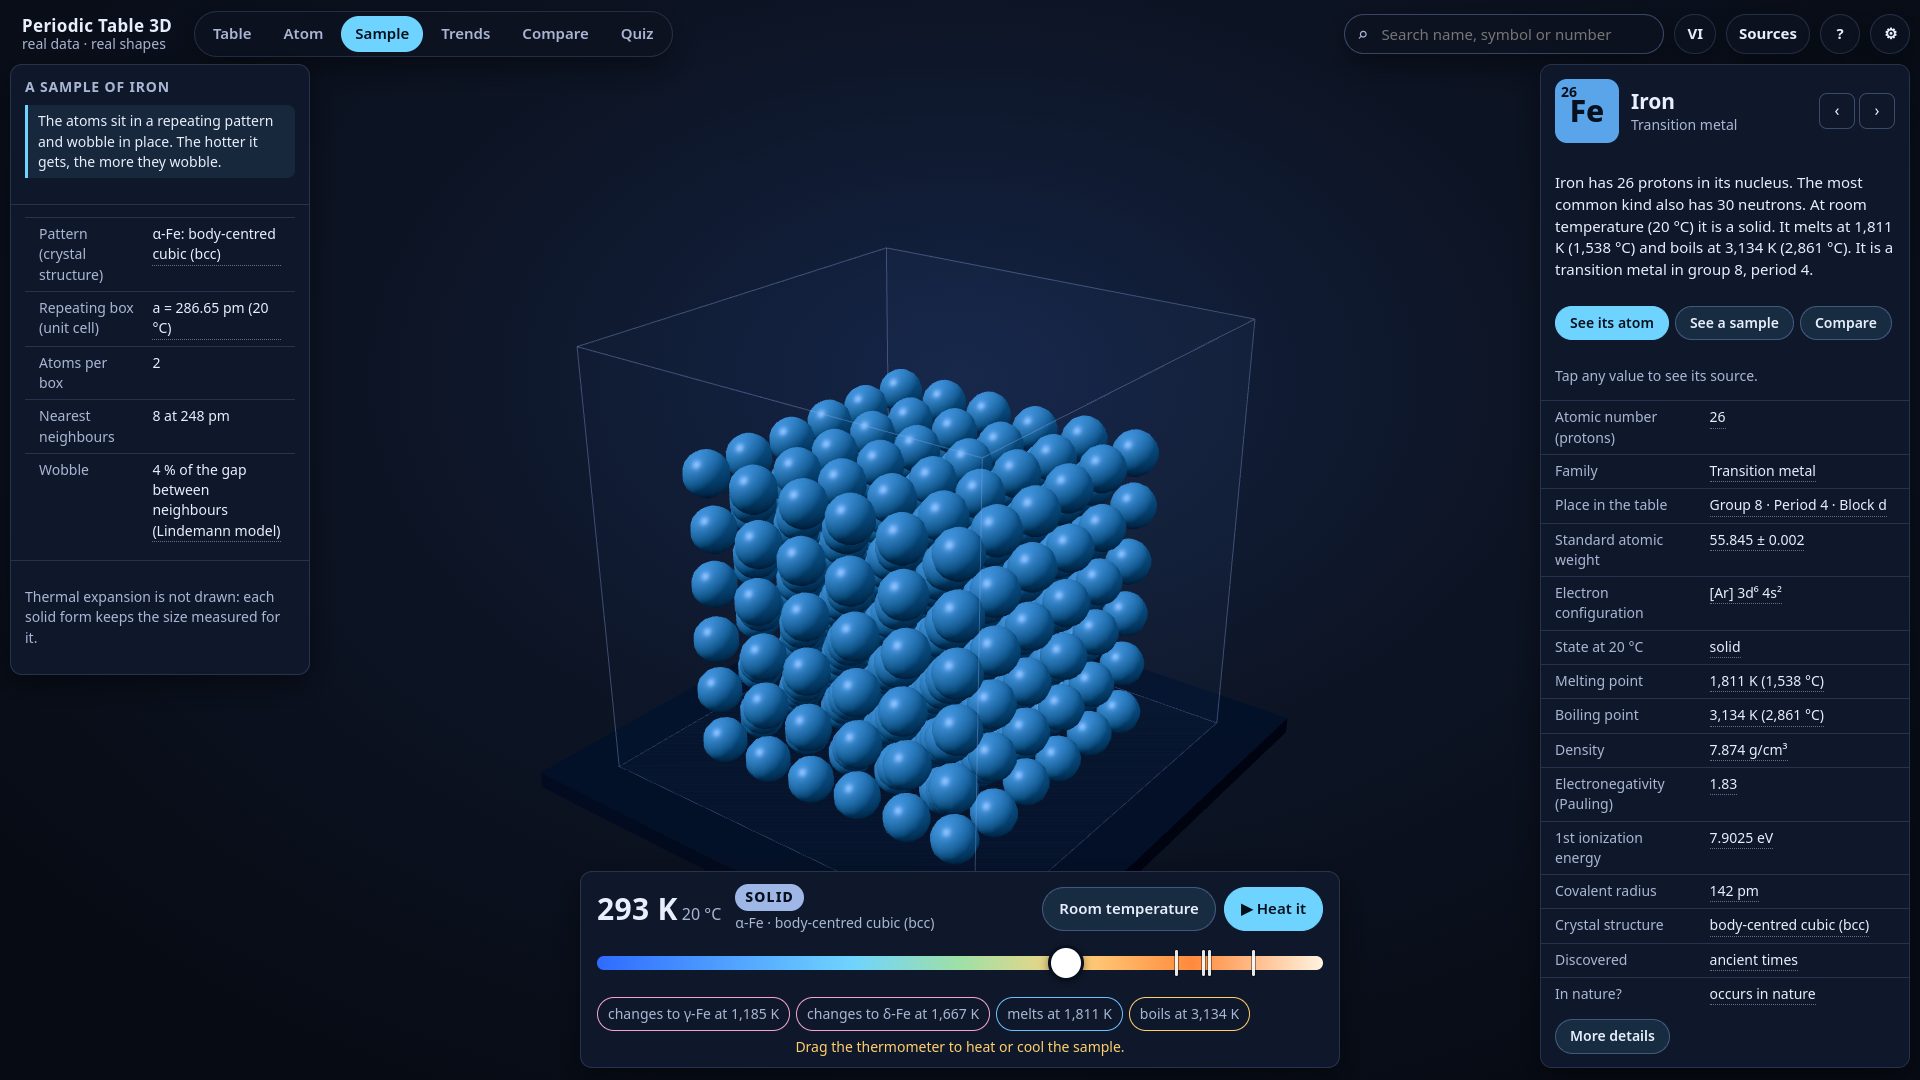 Periodic Table 3D
real data · real shapes
Table
Atom
Sample
Trends
Compare
Quiz
Search name, symbol or number
VI
Sources
?
A SAMPLE OF IRON
The atoms sit in a repeating pattern
and wobble in place. The hotter it
gets, the more they wobble.
Pattern
(crystal
structure)
α-Fe: body-centred
cubic (bcc)
Repeating box
(unit cell)
a = 286.65 pm (20
°C)
Atoms per
box
2
Nearest
neighbours
8 at 248 pm
Wobble
4 % of the gap
between
neighbours
(Lindemann model)
Thermal expansion is not drawn: each
solid form keeps the size measured for
it.
293 K 20 °C
SOLID
α-Fe · body-centred cubic (bcc)
Room temperature
▶ Heat it
changes to γ-Fe at 1,185 K
changes to δ-Fe at 1,667 K
melts at 1,811 K
boils at 3,134 K
Drag the thermometer to heat or cool the sample.
26
Fe
Iron
Transition metal
‹
›
Iron has 26 protons in its nucleus. The most
common kind also has 30 neutrons. At room
temperature (20 °C) it is a solid. It melts at 1,811
K (1,538 °C) and boils at 3,134 K (2,861 °C). It is a
transition metal in group 8, period 4.
See its atom
See a sample
Compare
Tap any value to see its source.
Atomic number
(protons)
26
Family
Transition metal
Place in the table
Group 8 · Period 4 · Block d
Standard atomic
weight
55.845 ± 0.002
Electron
configuration
[Ar] 3d⁶ 4s²
State at 20 °C
solid
Melting point
1,811 K (1,538 °C)
Boiling point
3,134 K (2,861 °C)
Density
7.874 g/cm³
Electronegativity
(Pauling)
1.83
1st ionization
energy
7.9025 eV
Covalent radius
142 pm
Crystal structure
body-centred cubic (bcc)
Discovered
ancient times
In nature?
occurs in nature
More details